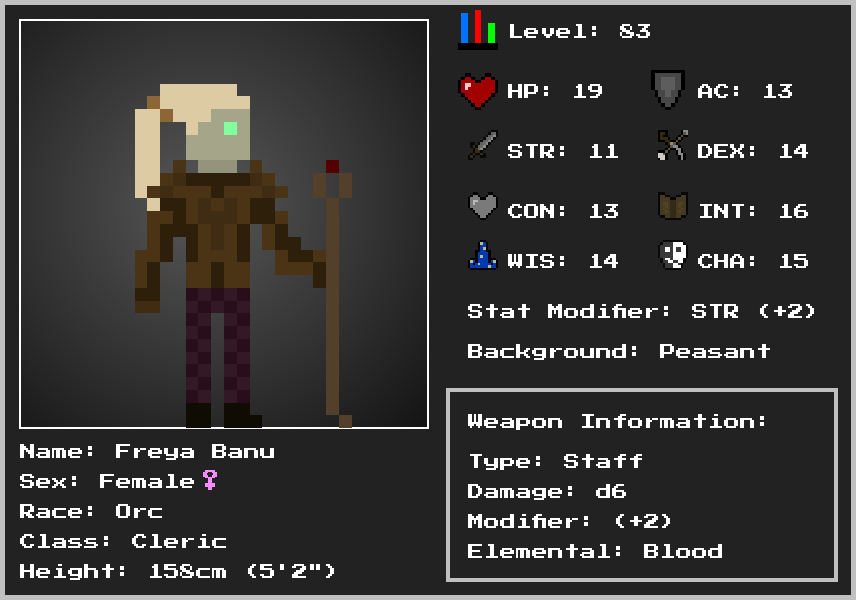 Level: 83
HP: 19
AC: 13
STR: 11
DEX: 14
CON: 13
INT: 16
WIS: 14
CHA: 15
Stat Modifier: STR (+2)
Background: Peasant
Weapon Information:
Type: Staff
Damage: d6
Modifier: (+2)
Elemental: Blood
Name: Freya Banu
Sex: Female♀
Race: Orc
Class: Cleric
Height: 158cm (5'2")